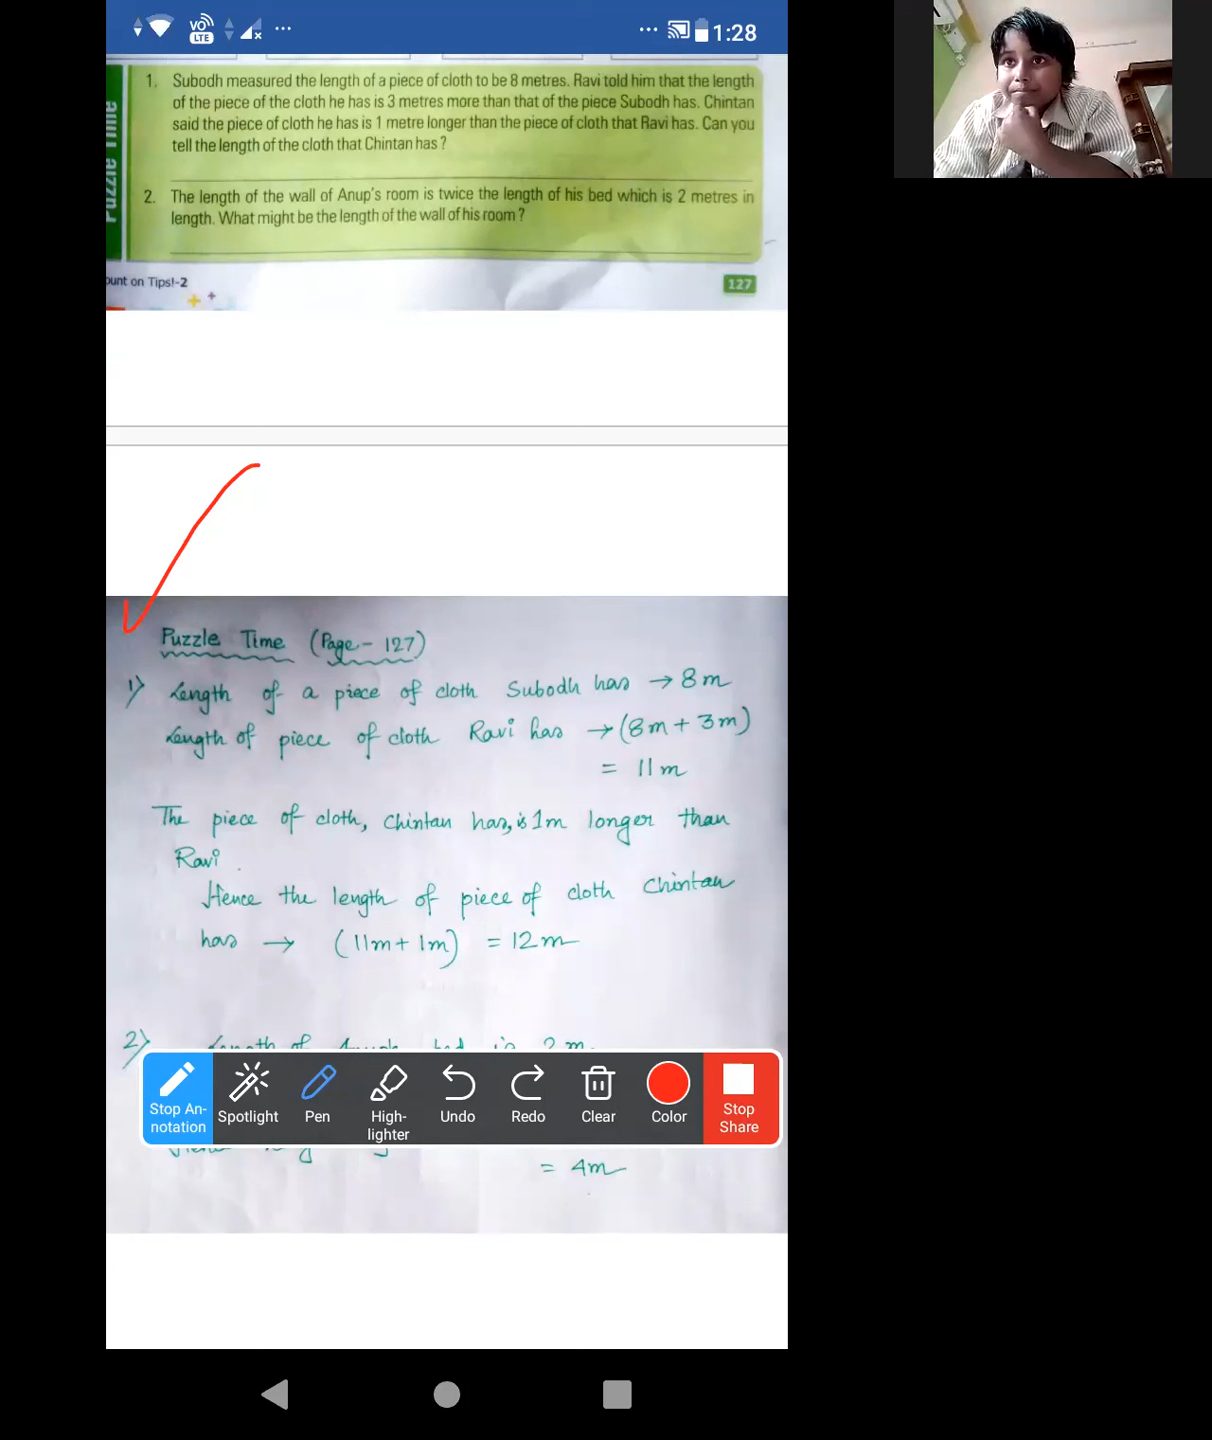 VO
LTE
1:28
Puzzle Time
1. Subodh measured the length of a piece of cloth to be 8 metres. Ravi told him that the length
of the piece of the cloth he has is 3 metres more than that of the piece Subodh has. Chintan
said the piece of cloth he has is 1 metre longer than the piece of cloth that Ravi has. Can you
tell the length of the cloth that Chintan has?
2. The length of the wall of Anup's room is twice the length of his bed which is 2 metres in
length. What might be the length of the wall of his room?
ount on Tips!-2
127
Puzzle Time (Page - 127)
1) Length of a piece of cloth Subodh has → 8m
Length of piece of cloth Ravi has → (8m + 3m)
= 11m
The piece of cloth, Chintan has, is 1m longer than
Ravi.
Hence the length of piece of cloth Chintan
has → (11m + 1m) = 12m
2) Length of bed is 2m.
Stop An-
notation
Spotlight
Pen
High-
lighter
Undo
Redo
Clear
Color
Stop
Share
= 4m